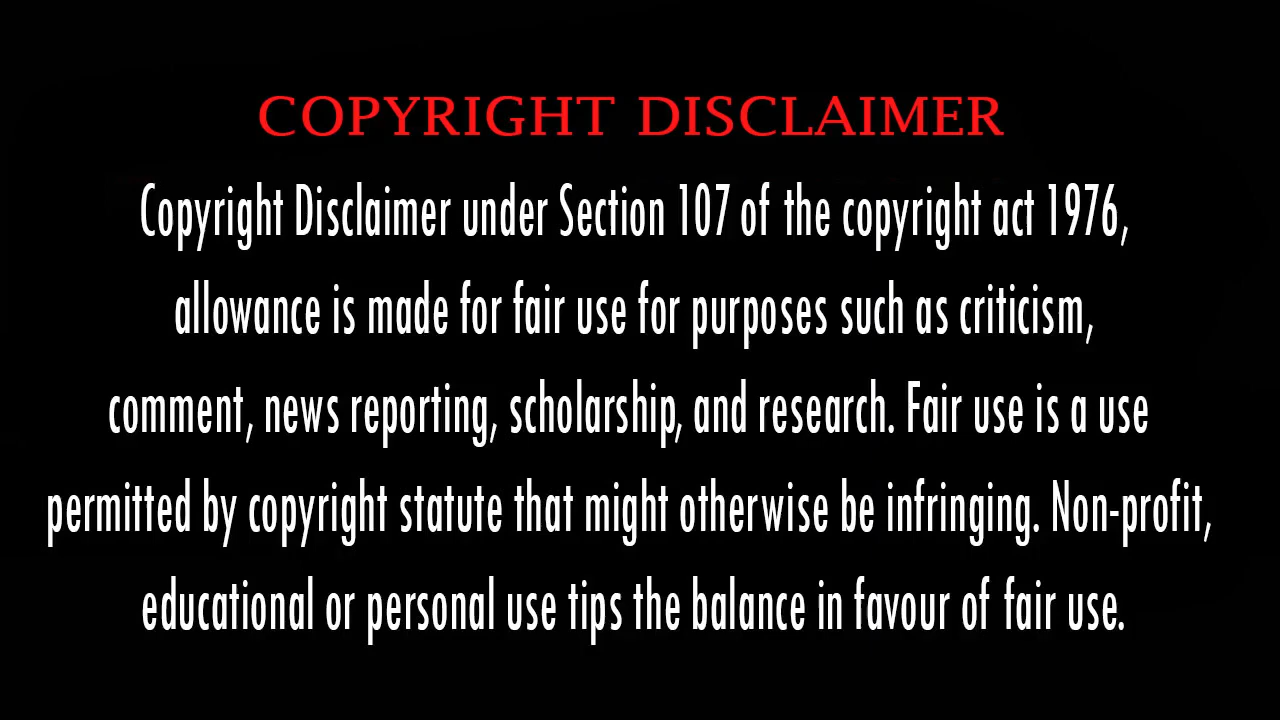 COPYRIGHT DISCLAIMER
Copyright Disclaimer under Section 107 of the copyright act 1976,
allowance is made for fair use for purposes such as criticism,
comment, news reporting, scholarship, and research. Fair use is a use
permitted by copyright statute that might otherwise be infringing. Non-profit,
educational or personal use tips the balance in favour of fair use.